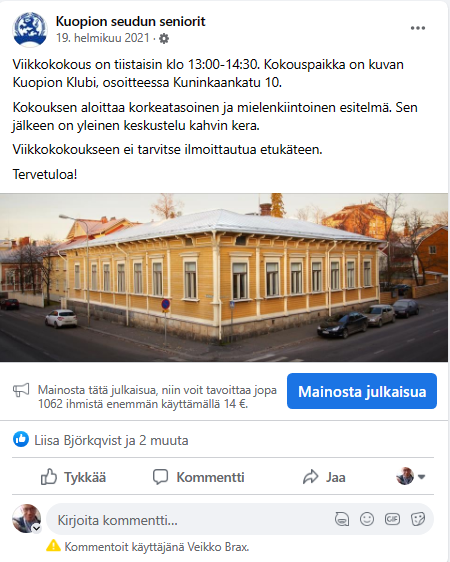 Kuopion seudun seniorit
19. helmikuu 2021 ·
Viikkokokous on tiistaisin klo 13:00-14:30. Kokouspaikka on kuvan
Kuopion Klubi, osoitteessa Kuninkaankatu 10.
Kokouksen aloittaa korkeatasoinen ja mielenkiintoinen esitelmä. Sen
jälkeen on yleinen keskustelu kahvin kera.
Viikkokokoukseen ei tarvitse ilmoittautua etukäteen.
Tervetuloa!
Mainosta tätä julkaisua, niin voit tavoittaa jopa
1062 ihmistä enemmän käyttämällä 14 €.
Mainosta julkaisua
Liisa Björkqvist ja 2 muuta
Tykkää
Kommentti
Jaa
Kirjoita kommentti...
GIF
Kommentoit käyttäjänä Veikko Brax.